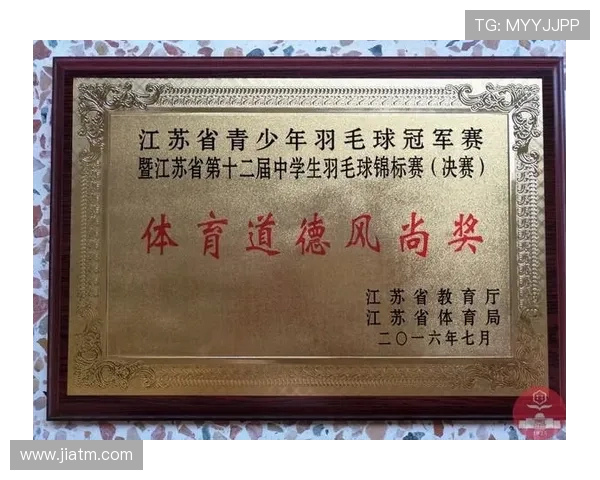 TG: MYYJJPP
江苏省青少年羽毛球冠军赛
暨江苏省第十二届中学生羽毛球锦标赛（决赛）
体育道德风尚奖
江苏省教育厅
江苏省体育局
二〇一六年七月
www.jiatm.com